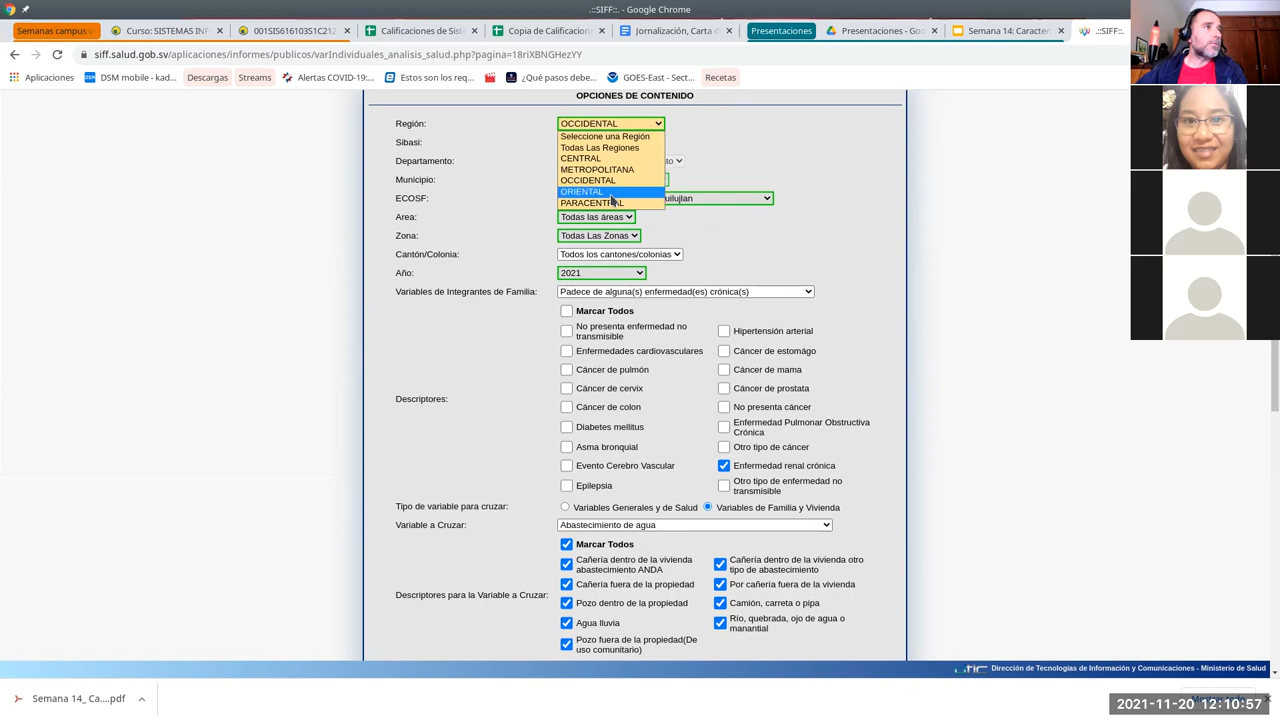 .::SIFF::. - Google Chrome
Semanas campus v
Curso: SISTEMAS INF
001SIS616103S1C212
Calificaciones de Sist
Copia de Calificacion
Jornalización, Carta d
Presentaciones
Presentaciones - Goo
Semana 14: Caracter
.::SIFF::.
siff.salud.gob.sv/aplicaciones/informes/publicos/varIndividuales_analisis_salud.php?pagina=18riXBNGHezYY
Aplicaciones
DSM mobile - kad...
Descargas
Streams
Alertas COVID-19:...
Estos son los req...
¿Qué pasos debe...
GOES-East - Sect...
Recetas
OPCIONES DE CONTENIDO
Región: OCCIDENTAL
Seleccione una Región
Todas Las Regiones
CENTRAL
METROPOLITANA
OCCIDENTAL
ORIENTAL
PARACENTRAL
Sibasi:
Departamento: to
Municipio:
ECOSF: uilujlan
Area: Todas las áreas
Zona: Todas Las Zonas
Cantón/Colonia: Todos los cantones/colonias
Año: 2021
Variables de Integrantes de Familia: Padece de alguna(s) enfermedad(es) crónica(s)
Marcar Todos
No presenta enfermedad no
transmisible
Hipertensión arterial
Enfermedades cardiovasculares
Cáncer de estomágo
Cáncer de pulmón
Cáncer de mama
Cáncer de cervix
Cáncer de prostata
Descriptores:
Cáncer de colon
No presenta cáncer
Diabetes mellitus
Enfermedad Pulmonar Obstructiva
Crónica
Asma bronquial
Otro tipo de cáncer
Evento Cerebro Vascular
Enfermedad renal crónica
Epilepsia
Otro tipo de enfermedad no
transmisible
Tipo de variable para cruzar: Variables Generales y de Salud Variables de Familia y Vivienda
Variable a Cruzar: Abastecimiento de agua
Marcar Todos
Cañería dentro de la vivienda
abastecimiento ANDA
Cañería dentro de la vivienda otro
tipo de abastecimiento
Cañería fuera de la propiedad
Por cañería fuera de la vivienda
Descriptores para la Variable a Cruzar:
Pozo dentro de la propiedad
Camión, carreta o pipa
Agua lluvia
Río, quebrada, ojo de agua o
manantial
Pozo fuera de la propiedad(De
uso comunitario)
Dirección de Tecnologías de Información y Comunicaciones - Ministerio de Salud
Semana 14_ Ca....pdf
2021-11-20 12:10:57